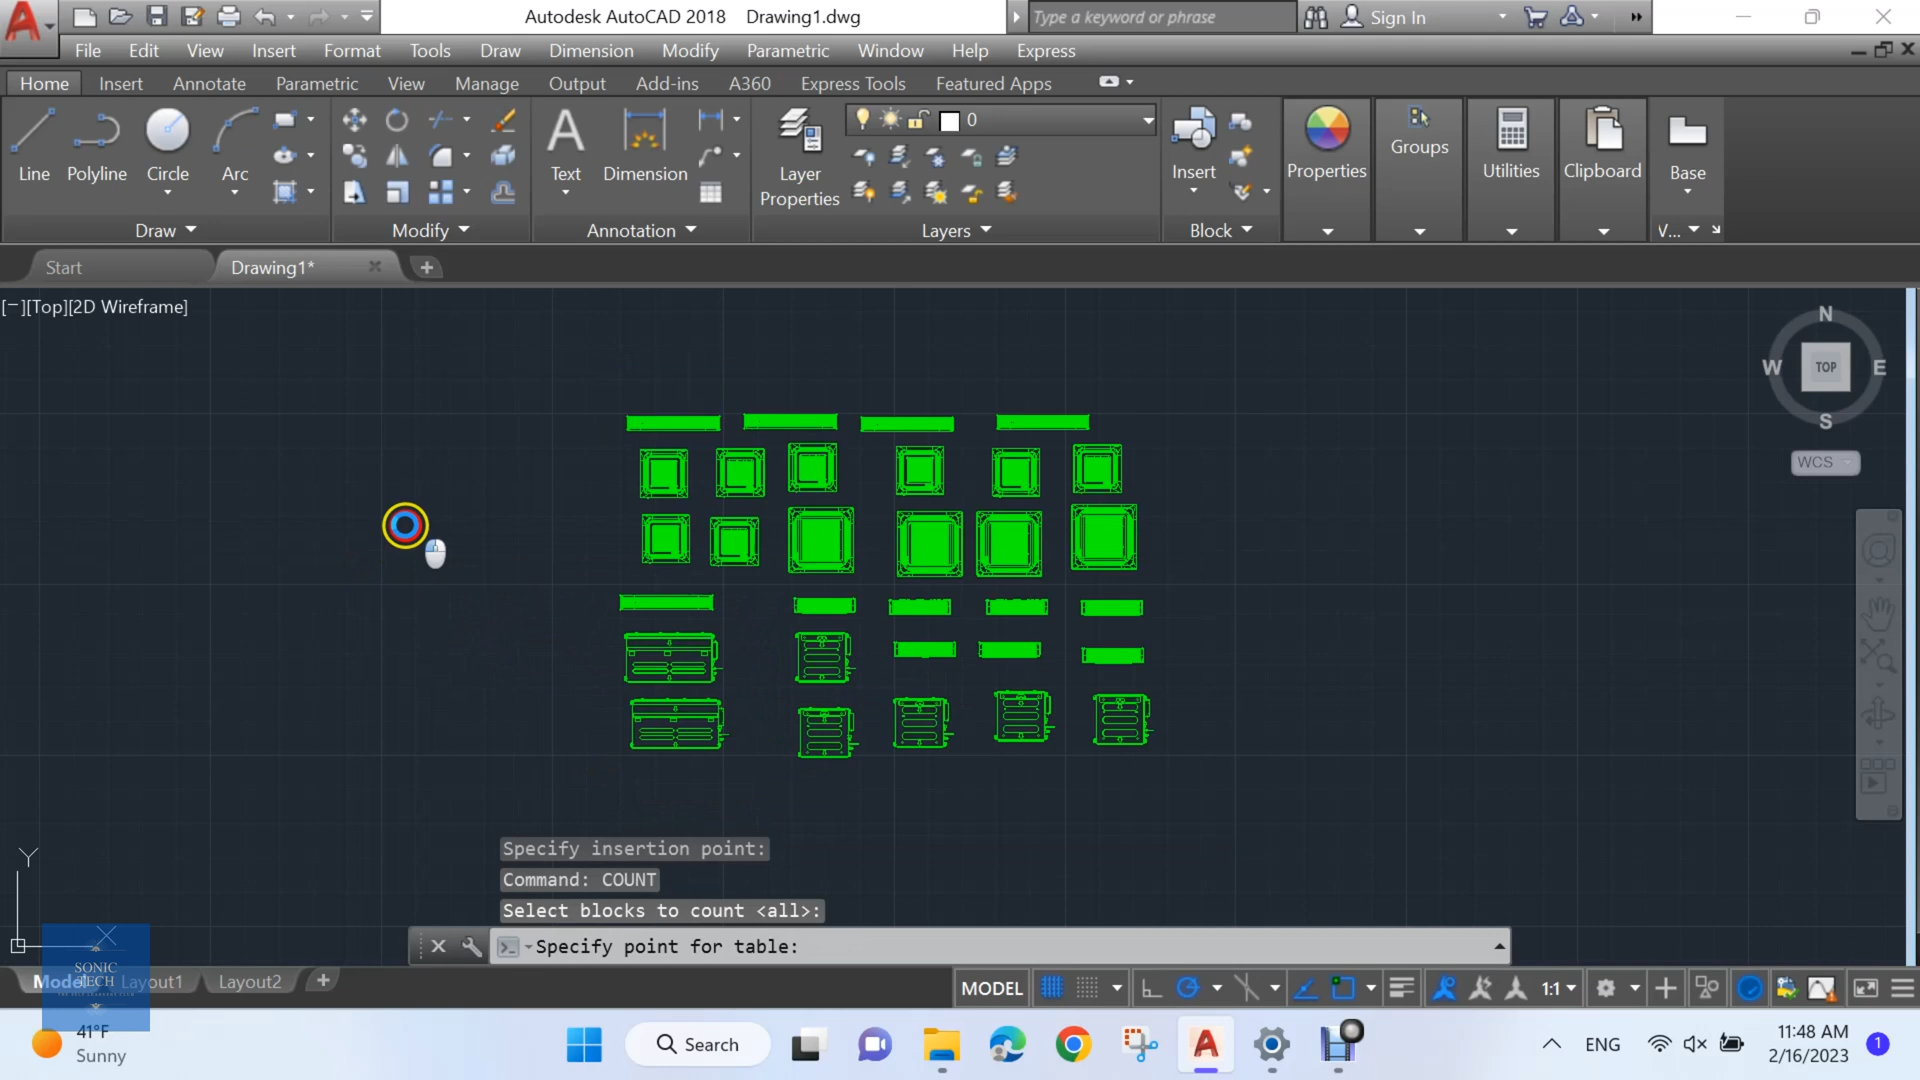 Autodesk AutoCAD 2018 Drawing1.dwg
Type a keyword or phrase
Sign In
File Edit View Insert Format Tools Draw Dimension Modify Parametric Window Help Express
Home Insert Annotate Parametric View Manage Output Add-ins A360 Express Tools Featured Apps
0
Line Polyline Circle Arc
Text Dimension
Layer
Properties
Insert
Properties
Groups
Utilities
Clipboard
Base
Draw Modify Annotation Layers Block V...
Start Drawing1*
[−][Top][2D Wireframe]
N
W TOP E
S
WCS
Specify insertion point:
Command: COUNT
Select blocks to count <all>:
Specify point for table:
Y
X
SONIC
TECH
Model Layout1 Layout2
MODEL
1:1
41°F
Sunny
Search
ENG
11:48 AM
2/16/2023
1